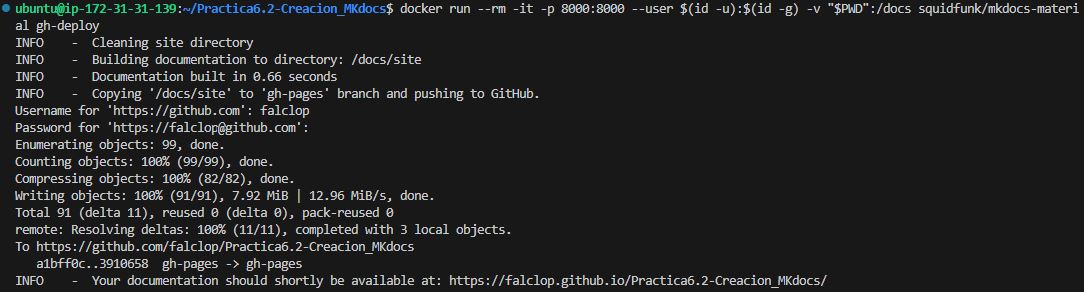 ubuntu@ip-172-31-31-139:~/Practica6.2-Creacion_MKdocs$ docker run --rm -it -p 8000:8000 --user $(id -u):$(id -g) -v "$PWD":/docs squidfunk/mkdocs-materi
al gh-deploy
INFO    -  Cleaning site directory
INFO    -  Building documentation to directory: /docs/site
INFO    -  Documentation built in 0.66 seconds
INFO    -  Copying '/docs/site' to 'gh-pages' branch and pushing to GitHub.
Username for 'https://github.com': falclop
Password for 'https://falclop@github.com':
Enumerating objects: 99, done.
Counting objects: 100% (99/99), done.
Compressing objects: 100% (82/82), done.
Writing objects: 100% (91/91), 7.92 MiB | 12.96 MiB/s, done.
Total 91 (delta 11), reused 0 (delta 0), pack-reused 0
remote: Resolving deltas: 100% (11/11), completed with 3 local objects.
To https://github.com/falclop/Practica6.2-Creacion_MKdocs
   a1bff0c..3910658  gh-pages -> gh-pages
INFO    -  Your documentation should shortly be available at: https://falclop.github.io/Practica6.2-Creacion_MKdocs/